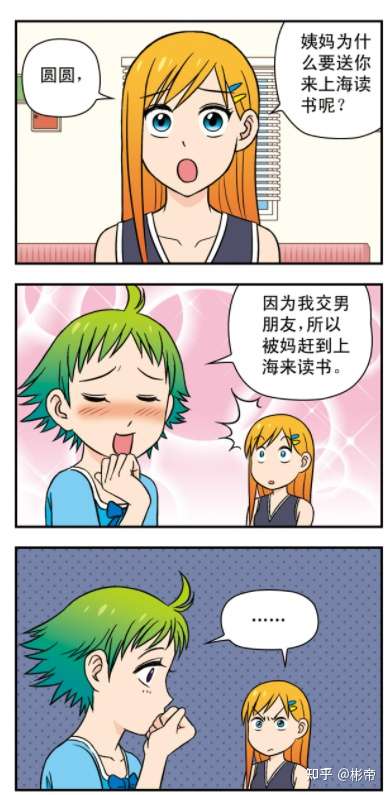 圆圆，
姨妈为什
么要送你
来上海读
书呢？
因为我交男
朋友，所以
被妈赶到上
海来读书。
……
知乎 @彬帝